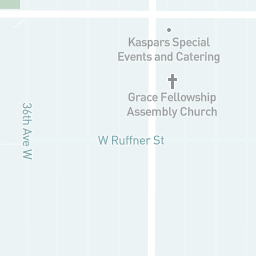 Kaspars Special
Events and Catering
Grace Fellowship
Assembly Church
36th Ave W
W Ruffner St